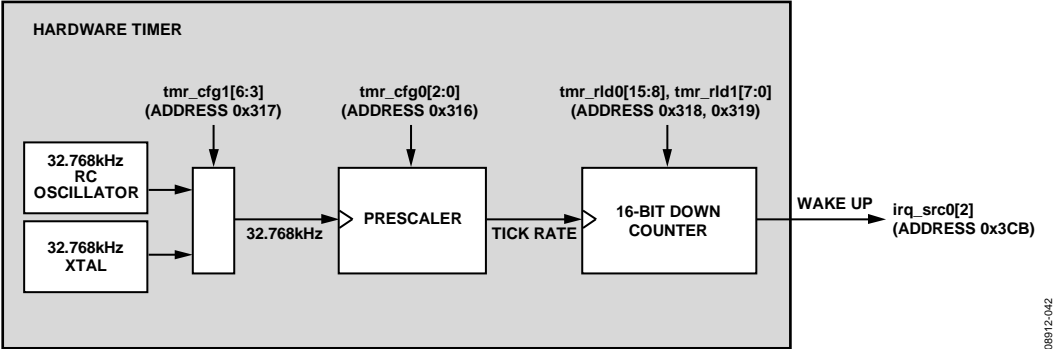 HARDWARE TIMER
tmr_cfg1[6:3]
(ADDRESS 0x317)
tmr_cfg0[2:0]
(ADDRESS 0x316)
tmr_rld0[15:8], tmr_rld1[7:0]
(ADDRESS 0x318, 0x319)
32.768kHz
RC
OSCILLATOR
32.768kHz
XTAL
32.768kHz
PRESCALER
TICK RATE
16-BIT DOWN
COUNTER
WAKE UP
irq_src0[2]
(ADDRESS 0x3CB)
08912-042